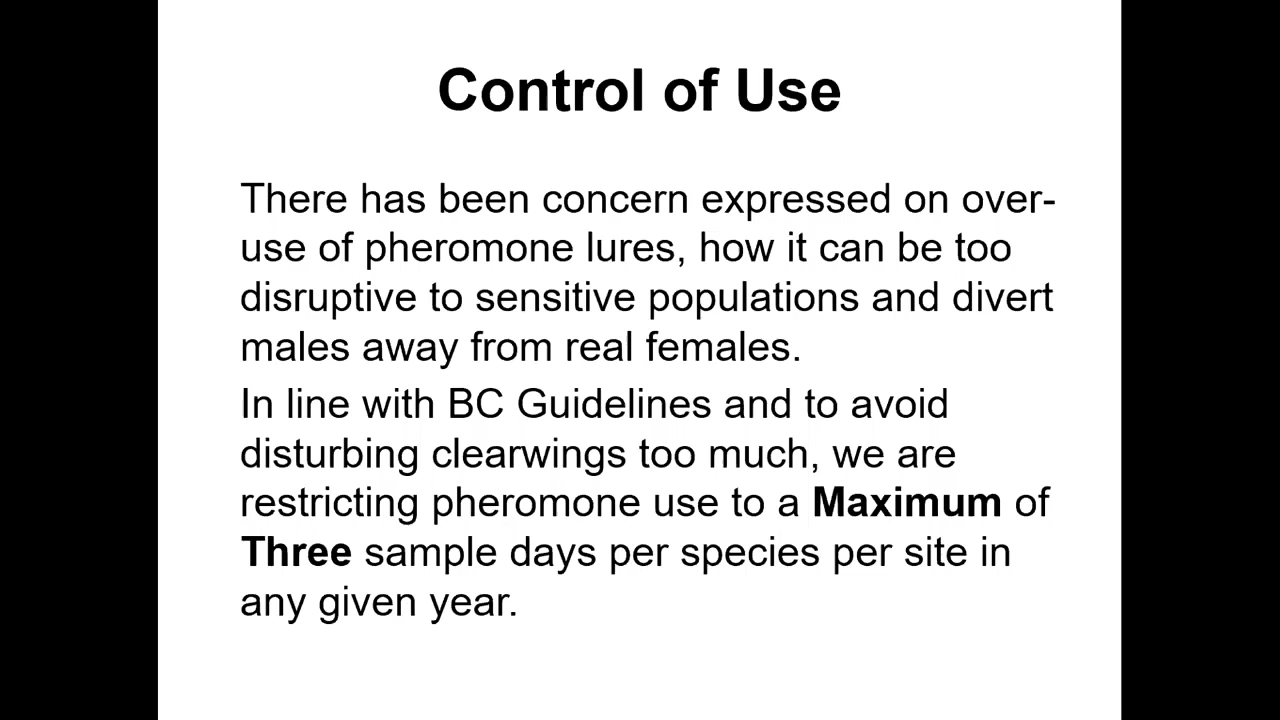 Control of Use
There has been concern expressed on over-
use of pheromone lures, how it can be too
disruptive to sensitive populations and divert
males away from real females.
In line with BC Guidelines and to avoid
disturbing clearwings too much, we are
restricting pheromone use to a Maximum of
Three sample days per species per site in
any given year.